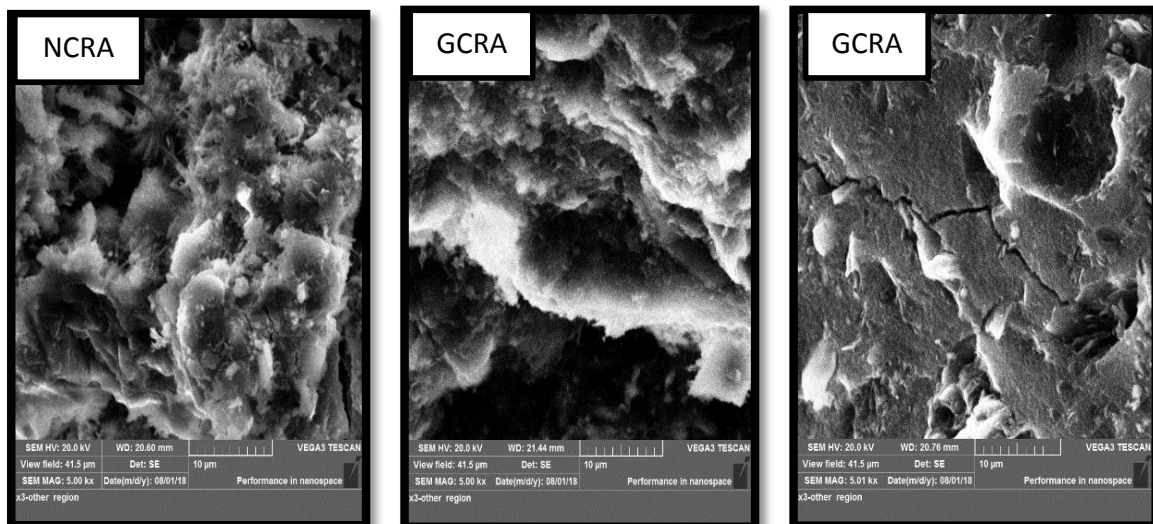 NCRA
SEM HV: 20.0 kV WD: 20.60 mm VEGA3 TESCAN
View field: 41.5 µm Det: SE 10 µm
SEM MAG: 5.00 kx Date(m/d/y): 08/01/18 Performance in nanospace
x3-other region
GCRA
SEM HV: 20.0 kV WD: 21.44 mm VEGA3 TESCAN
View field: 41.5 µm Det: SE 10 µm
SEM MAG: 5.00 kx Date(m/d/y): 08/01/18 Performance in nanospace
x3-other region
GCRA
SEM HV: 20.0 kV WD: 20.76 mm VEGA3 TESCAN
View field: 41.5 µm Det: SE 10 µm
SEM MAG: 5.01 kx Date(m/d/y): 08/01/18 Performance in nanospace
x3-other region